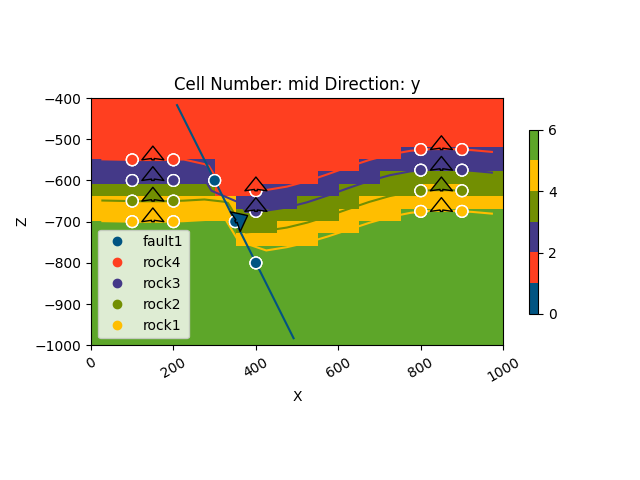 Cell Number: mid Direction: y
−400
−500
−600
−700
−800
−900
−1000
Z
fault1
rock4
rock3
rock2
rock1
0
200
400
600
800
1000
X
6
4
2
0